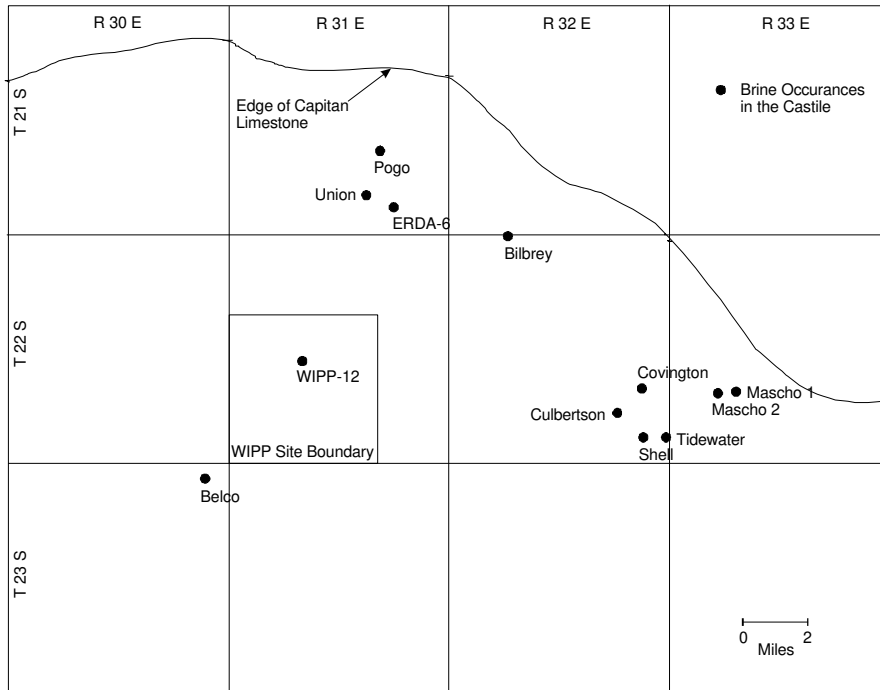 R 30 E
R 31 E
R 32 E
R 33 E
T 21 S
Edge of Capitan
Limestone
Brine Occurances
in the Castile
Pogo
Union
ERDA-6
Bilbrey
T 22 S
WIPP-12
Covington
Mascho 1
Mascho 2
Culbertson
Tidewater
Shell
WIPP Site Boundary
Belco
T 23 S
0 2
Miles